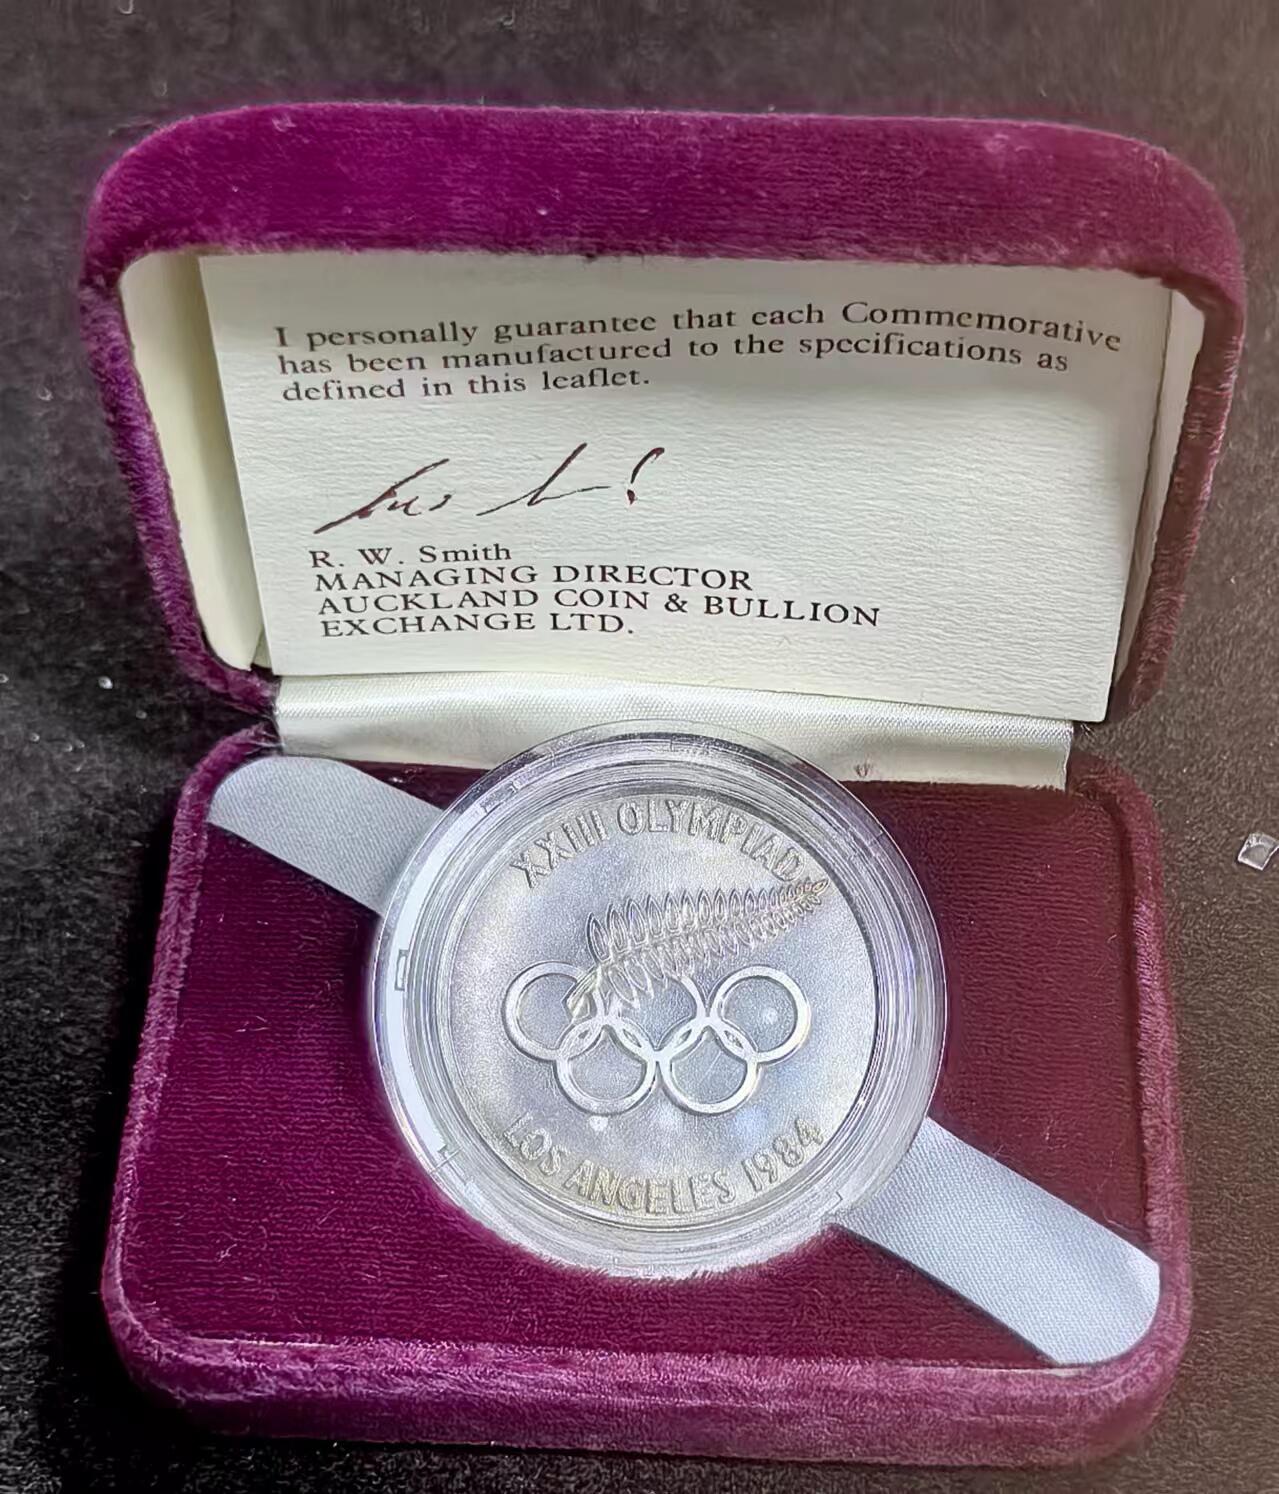 I personally guarantee that each Commemorative
has been manufactured to the specifications as
defined in this leaflet.
R. W. Smith
MANAGING DIRECTOR
AUCKLAND COIN & BULLION
EXCHANGE LTD.
XXIII OLYMPIAD
LOS ANGELES 1984